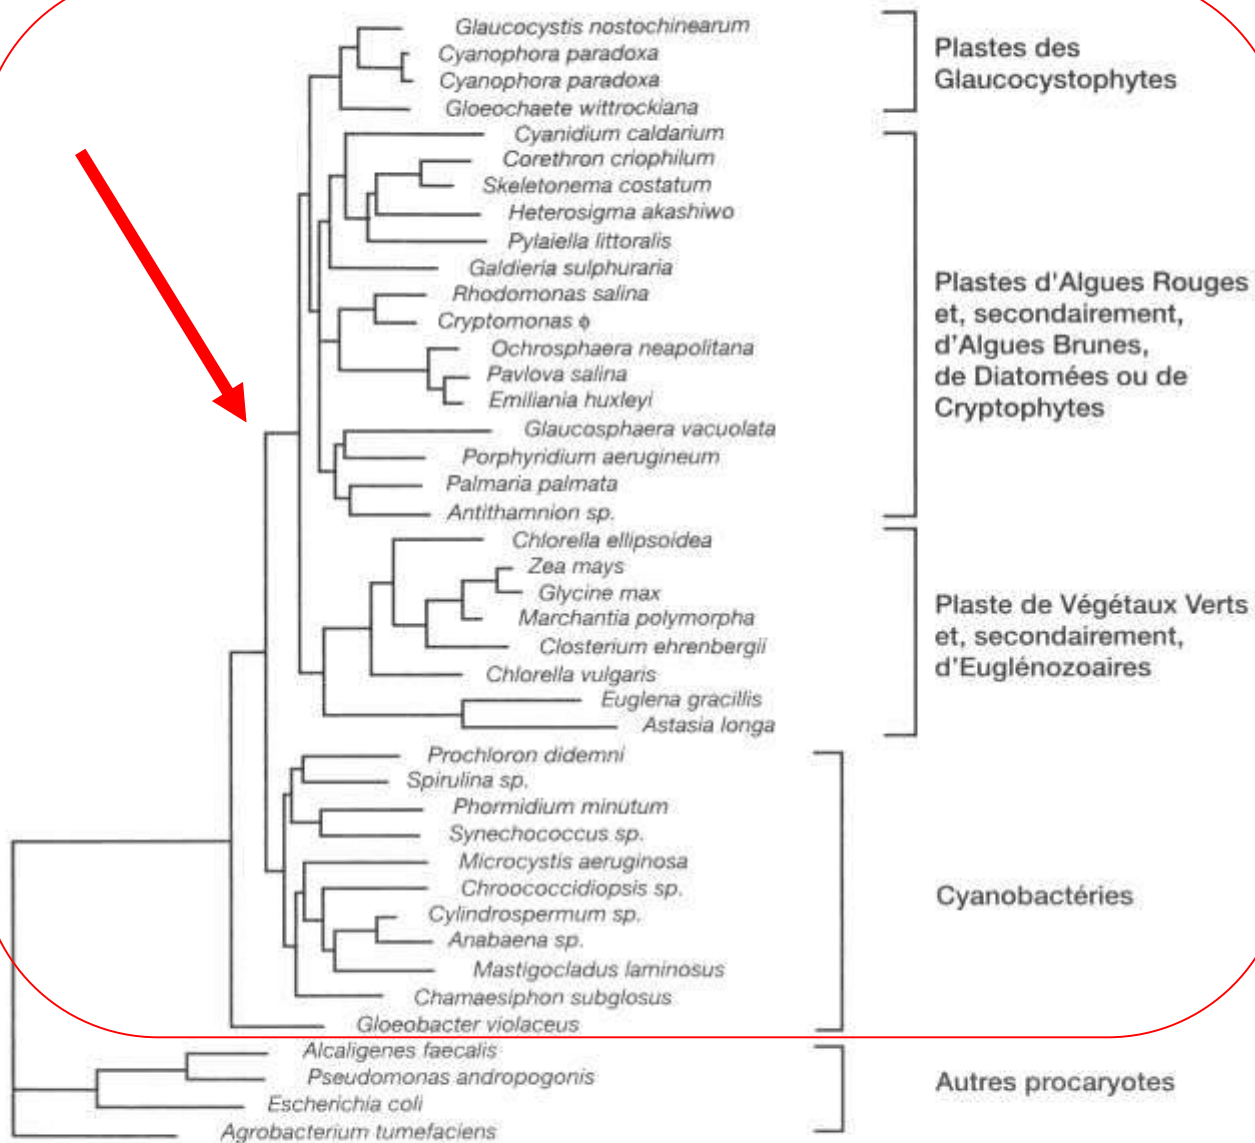 Glaucocystis nostochinearum
Cyanophora paradoxa
Cyanophora paradoxa
Gloeochaete wittrockiana
Plastes des
Glaucocystophytes
Cyanidium caldarium
Corethron criophilum
Skeletonema costatum
Heterosigma akashiwo
Pylaiella littoralis
Galdieria sulphuraria
Rhodomonas salina
Cryptomonas ϕ
Ochrosphaera neapolitana
Pavlova salina
Emiliania huxleyi
Glaucosphaera vacuolata
Porphyridium aerugineum
Palmaria palmata
Antithamnion sp.
Plastes d'Algues Rouges
et, secondairement,
d'Algues Brunes,
de Diatomées ou de
Cryptophytes
Chlorella ellipsoidea
Zea mays
Glycine max
Marchantia polymorpha
Closterium ehrenbergii
Chlorella vulgaris
Euglena gracillis
Astasia longa
Plaste de Végétaux Verts
et, secondairement,
d'Euglénozoaires
Prochloron didemni
Spirulina sp.
Phormidium minutum
Synechococcus sp.
Microcystis aeruginosa
Chroococcidiopsis sp.
Cylindrospermum sp.
Anabaena sp.
Mastigocladus laminosus
Chamaesiphon subglosus
Gloeobacter violaceus
Cyanobactéries
Alcaligenes faecalis
Pseudomonas andropogonis
Escherichia coli
Agrobacterium tumefaciens
Autres procaryotes